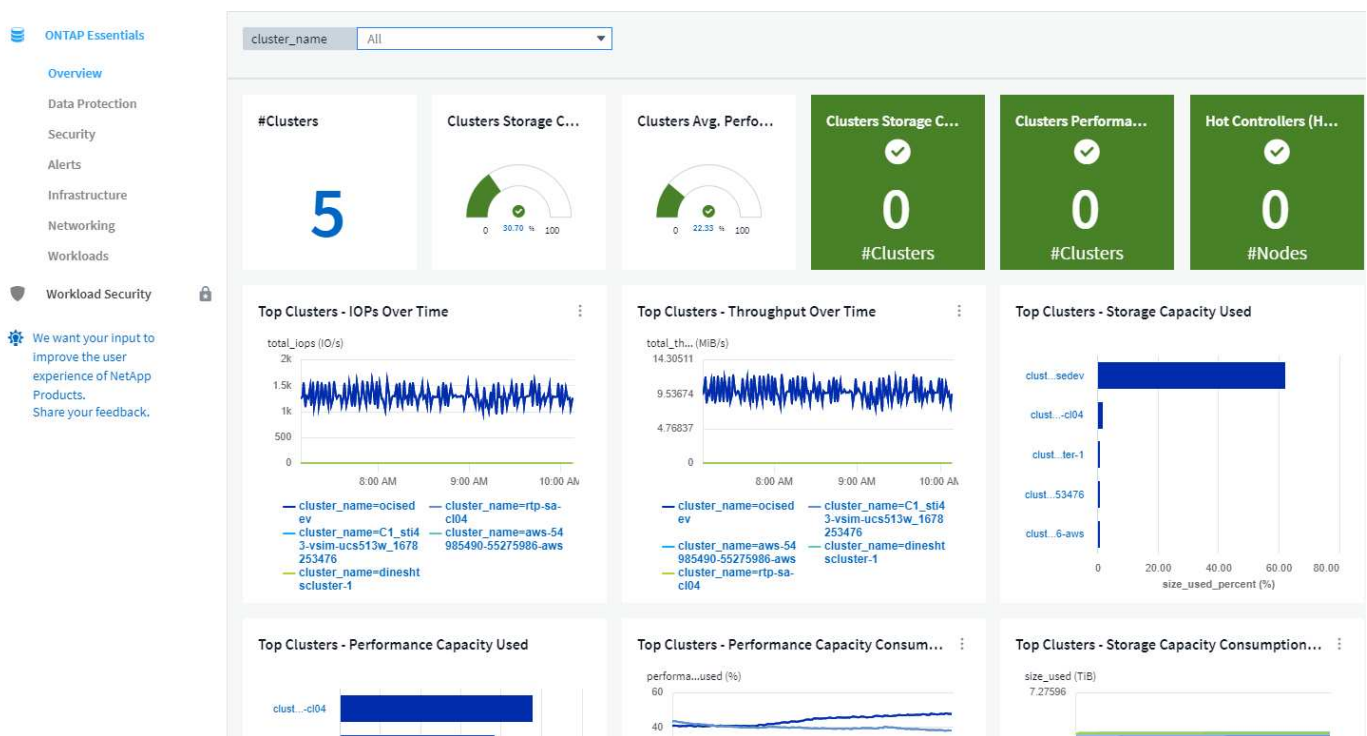 ONTAP Essentials
Overview
Data Protection
Security
Alerts
Infrastructure
Networking
Workloads
Workload Security
We want your input to
improve the user
experience of NetApp
Products.
Share your feedback.
cluster_name All
#Clusters
5
Clusters Storage C...
0 30.70 % 100
Clusters Avg. Perfo...
0 22.33 % 100
Clusters Storage C...
0
#Clusters
Clusters Performa...
0
#Clusters
Hot Controllers (H...
0
#Nodes
Top Clusters - IOPs Over Time
total_iops (IO/s)
2k
1.5k
1k
500
0
8:00 AM 9:00 AM 10:00 AM
cluster_name=ocised
ev
cluster_name=rtp-sa-
cl04
cluster_name=C1_sti4
3-vsim-ucs513w_1678
253476
cluster_name=aws-54
985490-55275986-aws
cluster_name=dinesht
scluster-1
Top Clusters - Throughput Over Time
total_th... (MiB/s)
14.30511
9.53674
4.76837
0
8:00 AM 9:00 AM 10:00 AM
cluster_name=ocised
ev
cluster_name=C1_sti4
3-vsim-ucs513w_1678
253476
cluster_name=aws-54
985490-55275986-aws
cluster_name=dinesht
scluster-1
cluster_name=rtp-sa-
cl04
Top Clusters - Storage Capacity Used
clust...sedev
clust...-cl04
clust...ter-1
clust...53476
clust...6-aws
0 20.00 40.00 60.00 80.00
size_used_percent (%)
Top Clusters - Performance Capacity Used
clust...-cl04
Top Clusters - Performance Capacity Consum...
performa...used (%)
60
40
Top Clusters - Storage Capacity Consumption...
size_used (TiB)
7.27596